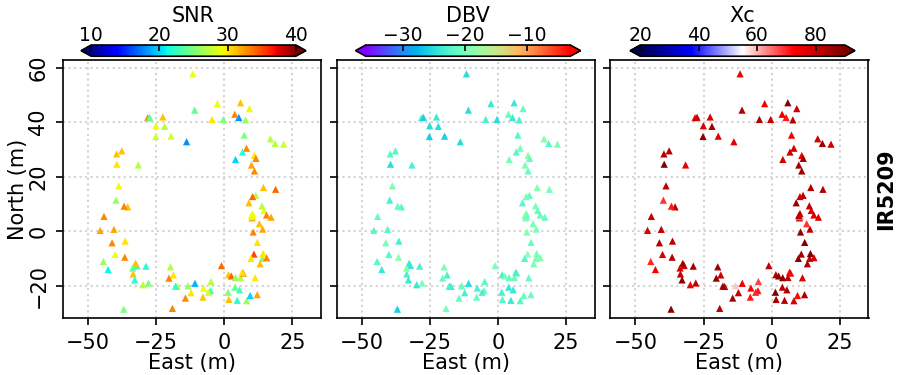 SNR DBV Xc
10 20 30 40 −30 −20 −10 20 40 60 80
60
40
20
0
−20
North (m)
IR5209
−50 −25 0 25 −50 −25 0 25 −50 −25 0 25
East (m) East (m) East (m)